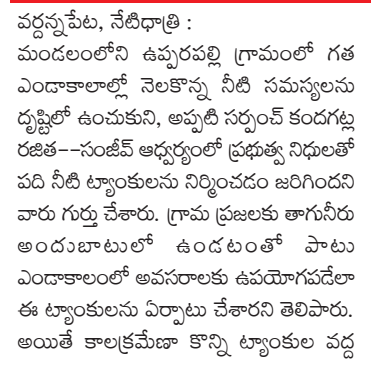 వర్ధన్నపేట, నేటిధాత్రి :
మండలంలోని ఉప్పరపల్లి గ్రామంలో గత
ఎండాకాలాల్లో నెలకొన్న నీటి సమస్యలను
దృష్టిలో ఉంచుకుని, అప్పటి సర్పంచ్ కందగట్ల
రజిత--సంజీవ్ ఆధ్వర్యంలో ప్రభుత్వ నిధులతో
పది నీటి ట్యాంకులను నిర్మించడం జరిగిందని
వారు గుర్తు చేశారు. గ్రామ ప్రజలకు తాగునీరు
అందుబాటులో ఉండటంతో పాటు
ఎండాకాలంలో అవసరాలకు ఉపయోగపడేలా
ఈ ట్యాంకులను ఏర్పాటు చేశారని తెలిపారు.
అయితే కాలక్రమేణా కొన్ని ట్యాంకుల వద్ద